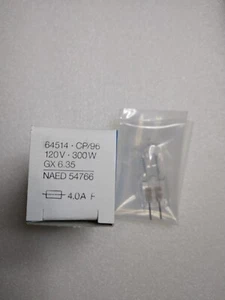 64514 - CP/96
120V - 300W
GX 6.35
NAED 54766
4.0A F